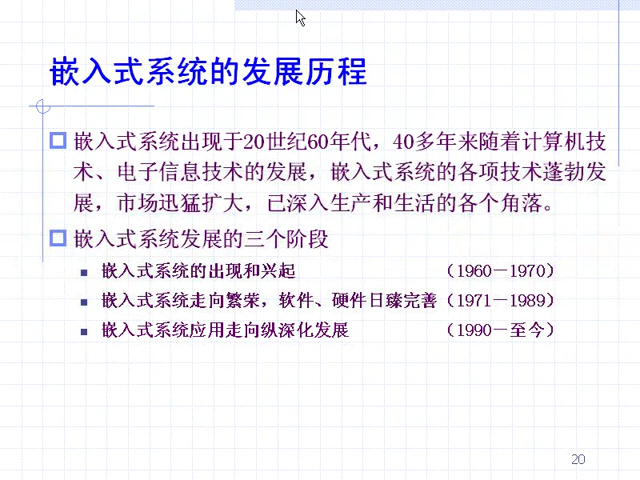 嵌入式系统的发展历程
嵌入式系统出现于20世纪60年代，40多年来随着计算机技
术、电子信息技术的发展，嵌入式系统的各项技术蓬勃发
展，市场迅猛扩大，已深入生产和生活的各个角落。
嵌入式系统发展的三个阶段
嵌入式系统的出现和兴起 （1960－1970）
嵌入式系统走向繁荣，软件、硬件日臻完善（1971－1989）
嵌入式系统应用走向纵深化发展 （1990－至今）
20